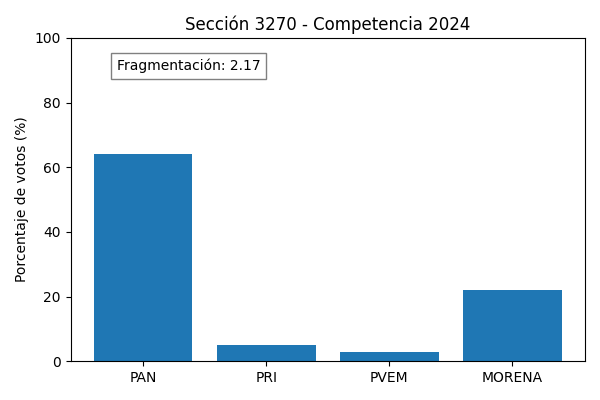 Sección 3270 - Competencia 2024
Fragmentación: 2.17
Porcentaje de votos (%)
100
80
60
40
20
0
PAN PRI PVEM MORENA